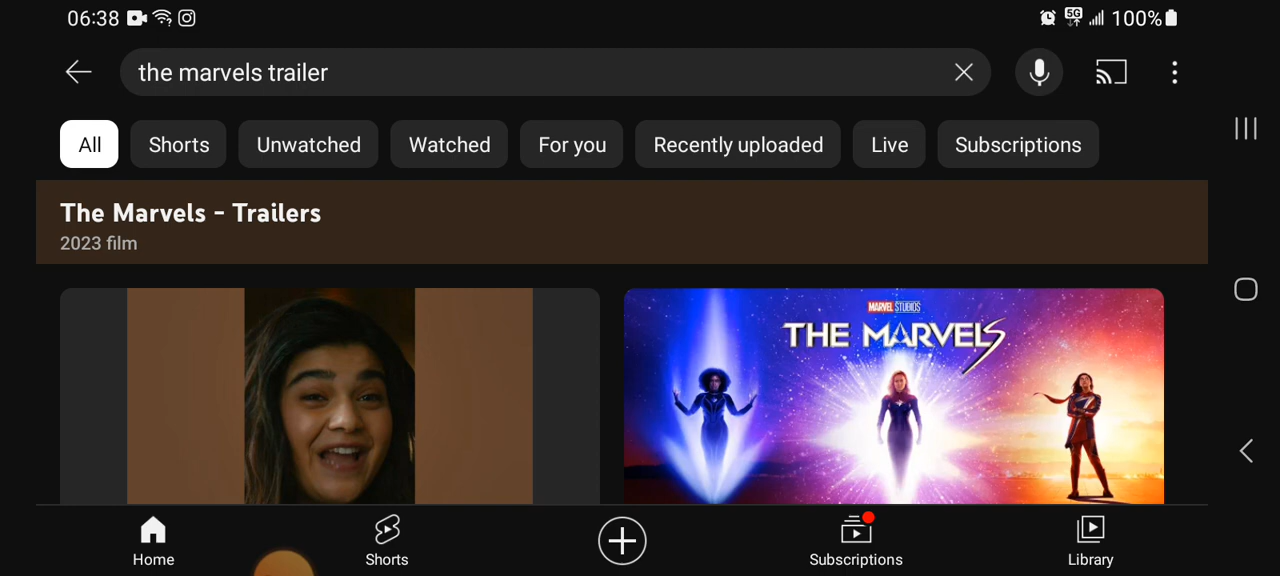 06:38
5G
100%
the marvels trailer
All
Shorts
Unwatched
Watched
For you
Recently uploaded
Live
Subscriptions
The Marvels - Trailers
2023 film
MARVEL STUDIOS
THE MARVELS
Home
Shorts
Subscriptions
Library